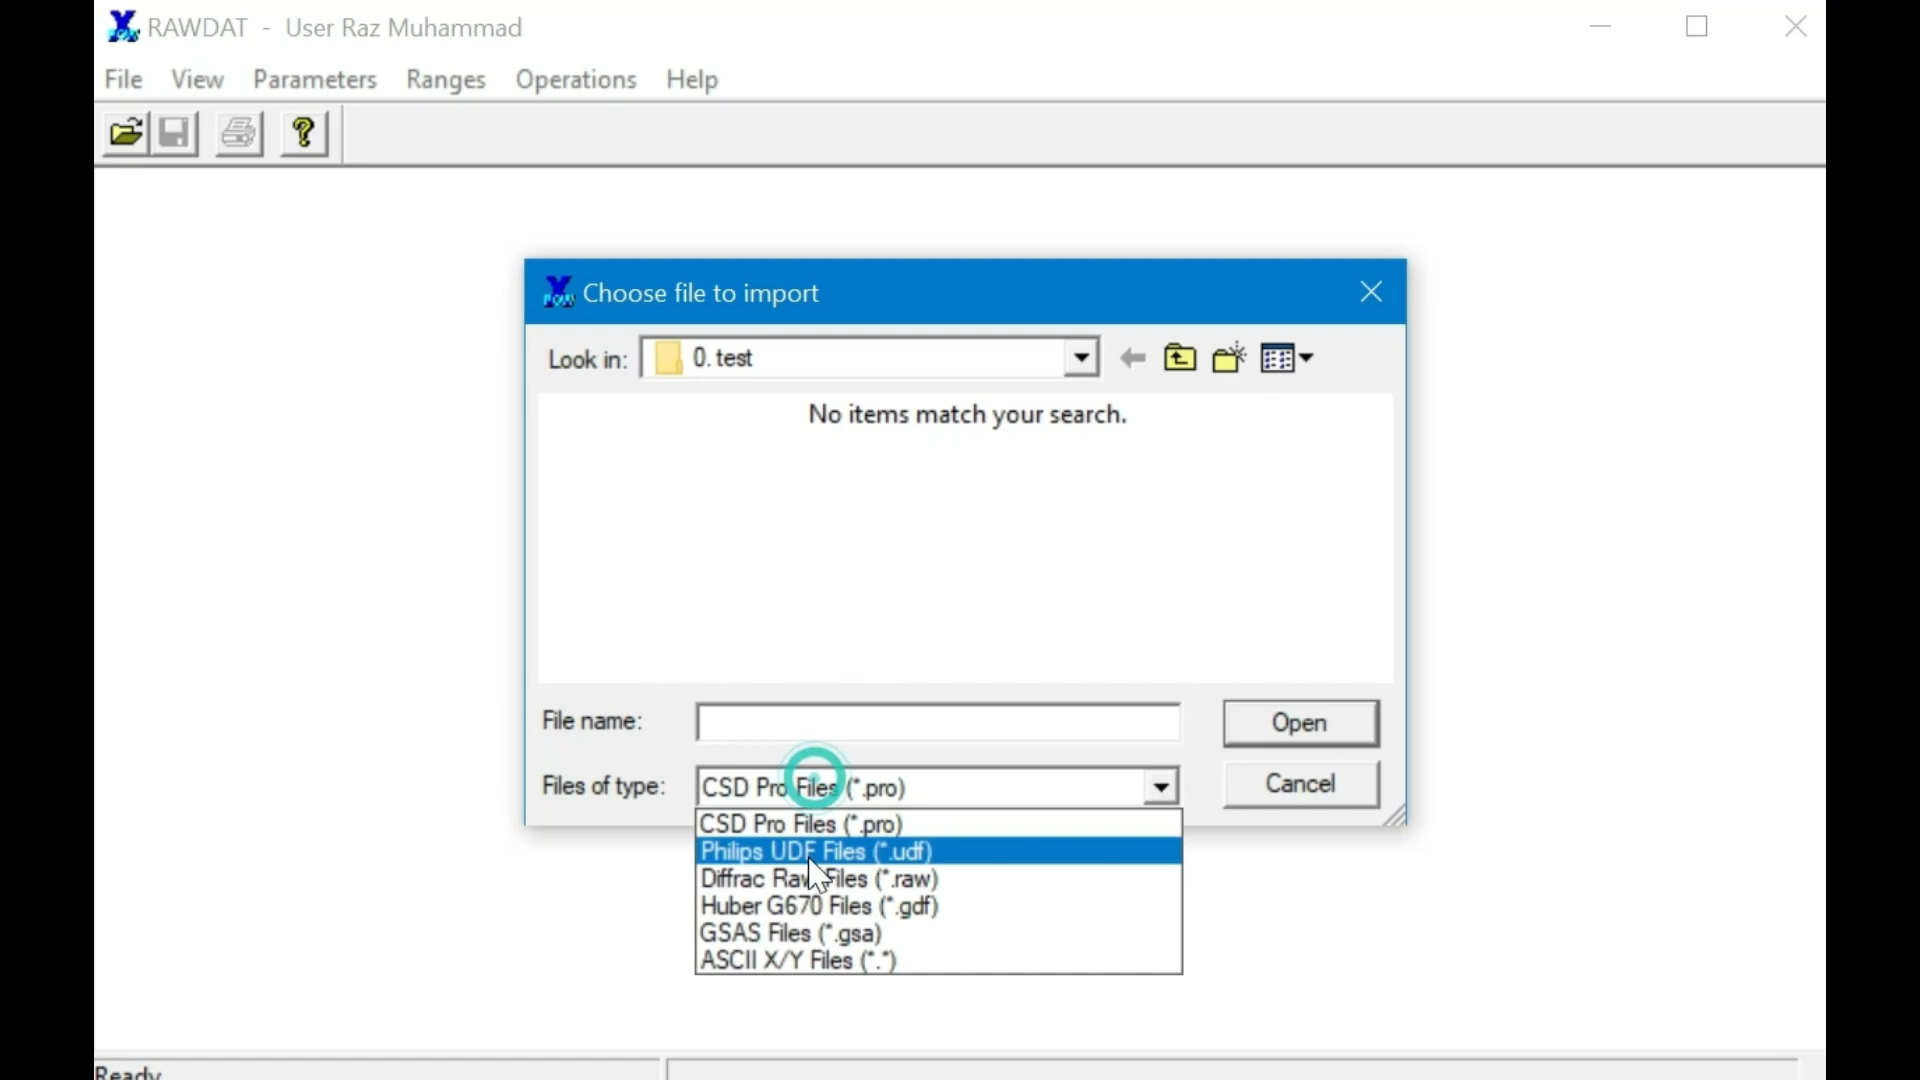 RAWDAT - User Raz Muhammad
File View Parameters Ranges Operations Help
Choose file to import
Look in: 0. test
No items match your search.
File name:
Open
Files of type: CSD Pro Files (*.pro)
Cancel
CSD Pro Files (*.pro)
Philips UDF Files (*.udf)
Diffrac Raw Files (*.raw)
Huber G670 Files (*.gdf)
GSAS Files (*.gsa)
ASCII X/Y Files (*.*)
Ready